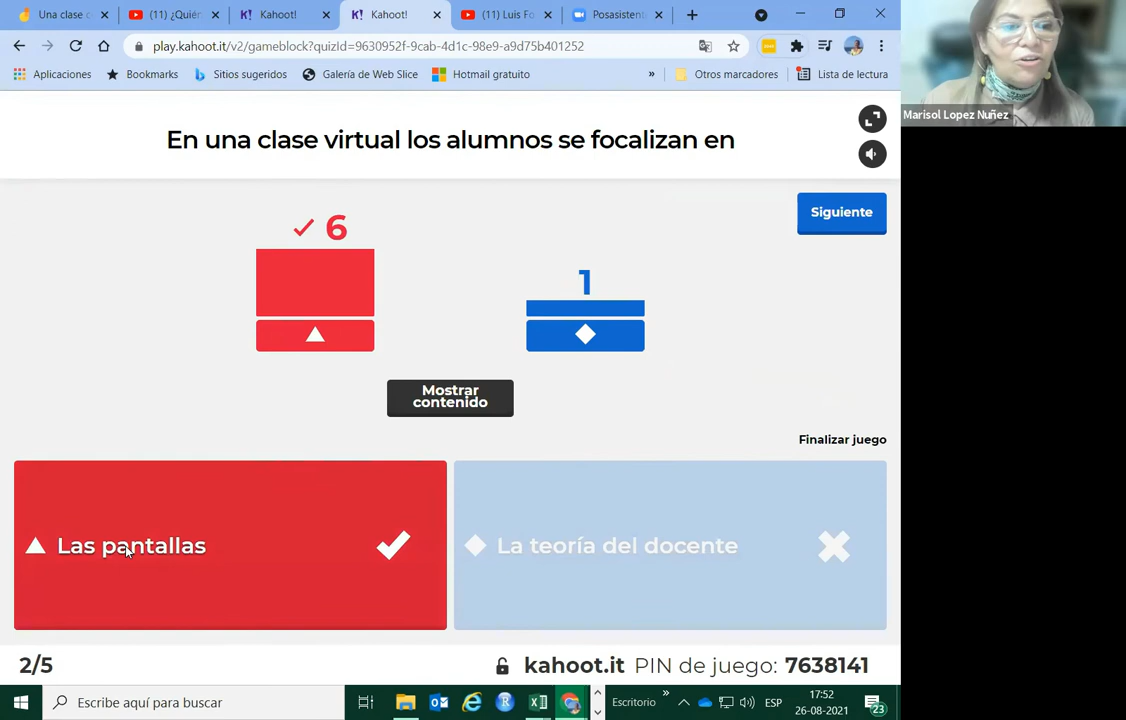 Una clase c
(11) ¿Quién
Kahoot!
Kahoot!
(11) Luis Fo
Posasistent
play.kahoot.it/v2/gameblock?quizId=9630952f-9cab-4d1c-98e9-a9d75b401252
Aplicaciones
Bookmarks
Sitios sugeridos
Galería de Web Slice
Hotmail gratuito
»
Otros marcadores
Lista de lectura
Marisol Lopez Nuñez
En una clase virtual los alumnos se focalizan en
Siguiente
6
1
Mostrar
contenido
Finalizar juego
Las pantallas
La teoría del docente
2/5
kahoot.it PIN de juego: 7638141
Escribe aquí para buscar
Escritorio
»
ESP
17:52
26-08-2021
23